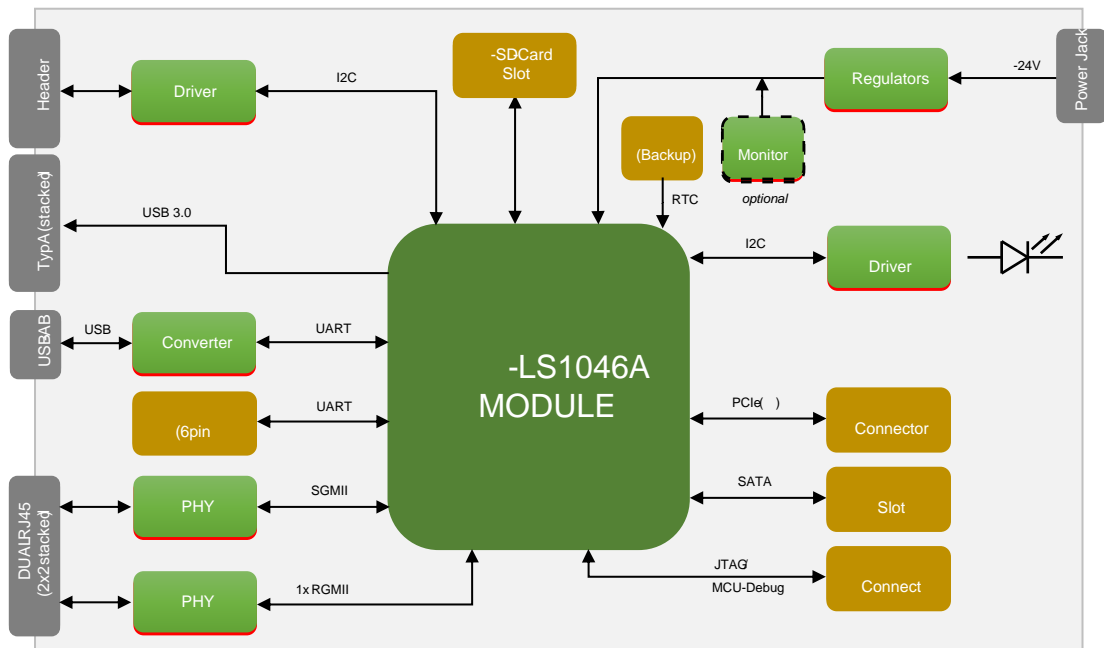 Header
Driver
I2C
-SDCard
Slot
Regulators
-24V
Power Jack
(Backup)
Monitor
optional
RTC
TypA(stacked)
USB 3.0
I2C
Driver
USBAB
USB
Converter
UART
-LS1046A
MODULE
PCIe( )
Connector
(6pin
UART
DUALRJ45
(2x2stacked)
PHY
SGMII
SATA
Slot
PHY
1x RGMII
JTAG/
MCU-Debug
Connect